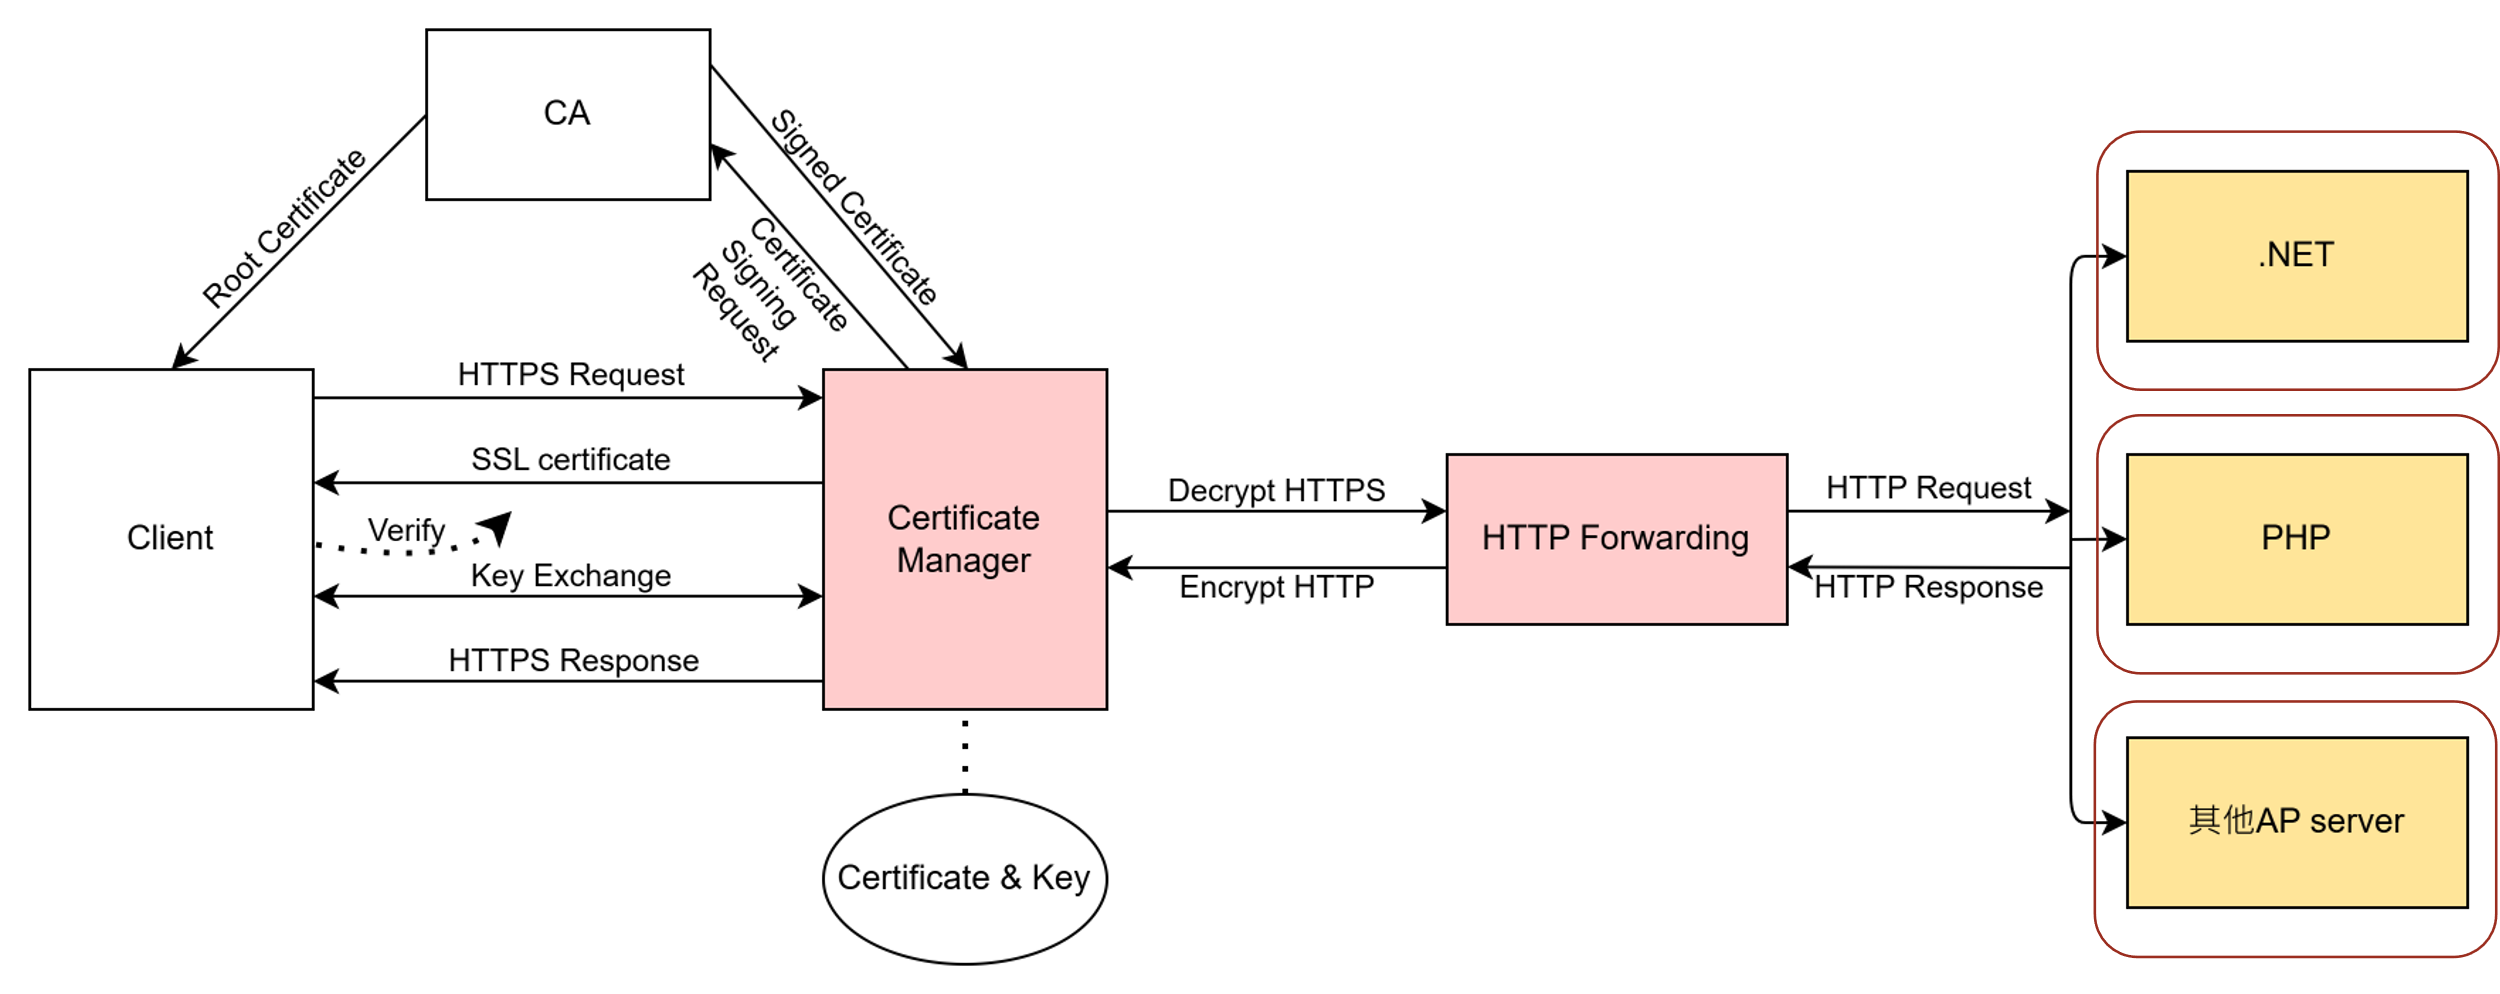 CA
Root Certificate
Signed Certificate
Certificate
Signing
Request
Client
HTTPS Request
SSL certificate
Verify
Key Exchange
HTTPS Response
Certificate
Manager
Certificate & Key
Decrypt HTTPS
Encrypt HTTP
HTTP Forwarding
HTTP Request
HTTP Response
.NET
PHP
其他AP server